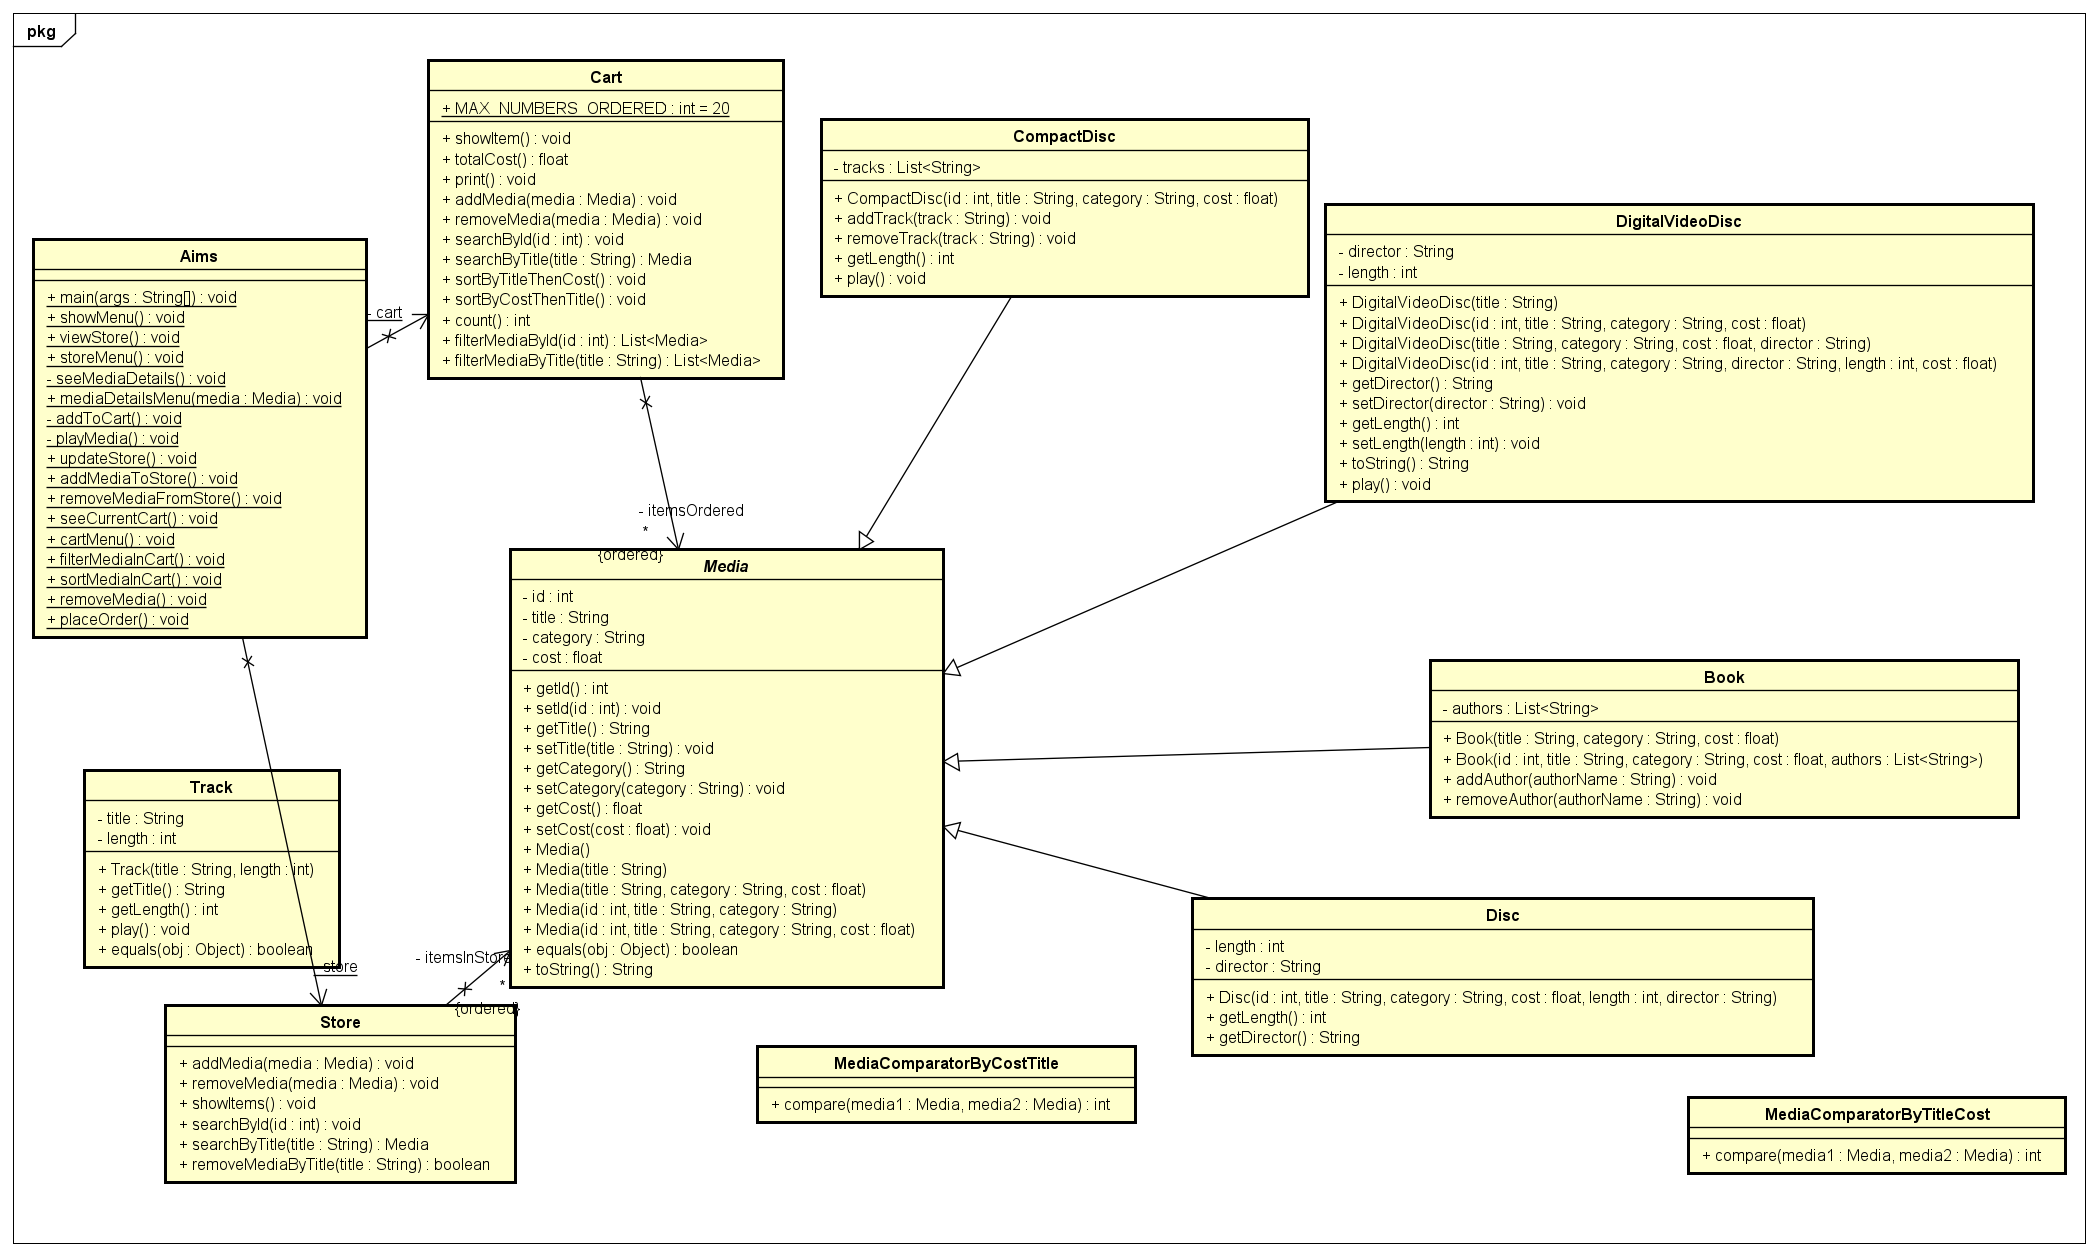 pkg
Cart
+ MAX_NUMBERS_ORDERED : int = 20
+ showItem() : void
+ totalCost() : float
+ print() : void
+ addMedia(media : Media) : void
+ removeMedia(media : Media) : void
+ searchById(id : int) : void
+ searchByTitle(title : String) : Media
+ sortByTitleThenCost() : void
+ sortByCostThenTitle() : void
+ count() : int
+ filterMediaById(id : int) : List<Media>
+ filterMediaByTitle(title : String) : List<Media>
CompactDisc
- tracks : List<String>
+ CompactDisc(id : int, title : String, category : String, cost : float)
+ addTrack(track : String) : void
+ removeTrack(track : String) : void
+ getLength() : int
+ play() : void
DigitalVideoDisc
- director : String
- length : int
+ DigitalVideoDisc(title : String)
+ DigitalVideoDisc(id : int, title : String, category : String, cost : float)
+ DigitalVideoDisc(title : String, category : String, cost : float, director : String)
+ DigitalVideoDisc(id : int, title : String, category : String, director : String, length : int, cost : float)
+ getDirector() : String
+ setDirector(director : String) : void
+ getLength() : int
+ setLength(length : int) : void
+ toString() : String
+ play() : void
Aims
+ main(args : String[]) : void
+ showMenu() : void
+ viewStore() : void
+ storeMenu() : void
- seeMediaDetails() : void
+ mediaDetailsMenu(media : Media) : void
- addToCart() : void
- playMedia() : void
+ updateStore() : void
+ addMediaToStore() : void
+ removeMediaFromStore() : void
+ seeCurrentCart() : void
+ cartMenu() : void
+ filterMediaInCart() : void
+ sortMediaInCart() : void
+ removeMedia() : void
+ placeOrder() : void
- cart
- itemsOrdered
*
{ordered}
Media
- id : int
- title : String
- category : String
- cost : float
+ getId() : int
+ setId(id : int) : void
+ getTitle() : String
+ setTitle(title : String) : void
+ getCategory() : String
+ setCategory(category : String) : void
+ getCost() : float
+ setCost(cost : float) : void
+ Media()
+ Media(title : String)
+ Media(title : String, category : String, cost : float)
+ Media(id : int, title : String, category : String)
+ Media(id : int, title : String, category : String, cost : float)
+ equals(obj : Object) : boolean
+ toString() : String
Book
- authors : List<String>
+ Book(title : String, category : String, cost : float)
+ Book(id : int, title : String, category : String, cost : float, authors : List<String>)
+ addAuthor(authorName : String) : void
+ removeAuthor(authorName : String) : void
Track
- title : String
- length : int
+ Track(title : String, length : int)
+ getTitle() : String
+ getLength() : int
+ play() : void
+ equals(obj : Object) : boolean
- store
- itemsInStore
*
{ordered}
Disc
- length : int
- director : String
+ Disc(id : int, title : String, category : String, cost : float, length : int, director : String)
+ getLength() : int
+ getDirector() : String
Store
+ addMedia(media : Media) : void
+ removeMedia(media : Media) : void
+ showItems() : void
+ searchById(id : int) : void
+ searchByTitle(title : String) : Media
+ removeMediaByTitle(title : String) : boolean
MediaComparatorByCostTitle
+ compare(media1 : Media, media2 : Media) : int
MediaComparatorByTitleCost
+ compare(media1 : Media, media2 : Media) : int